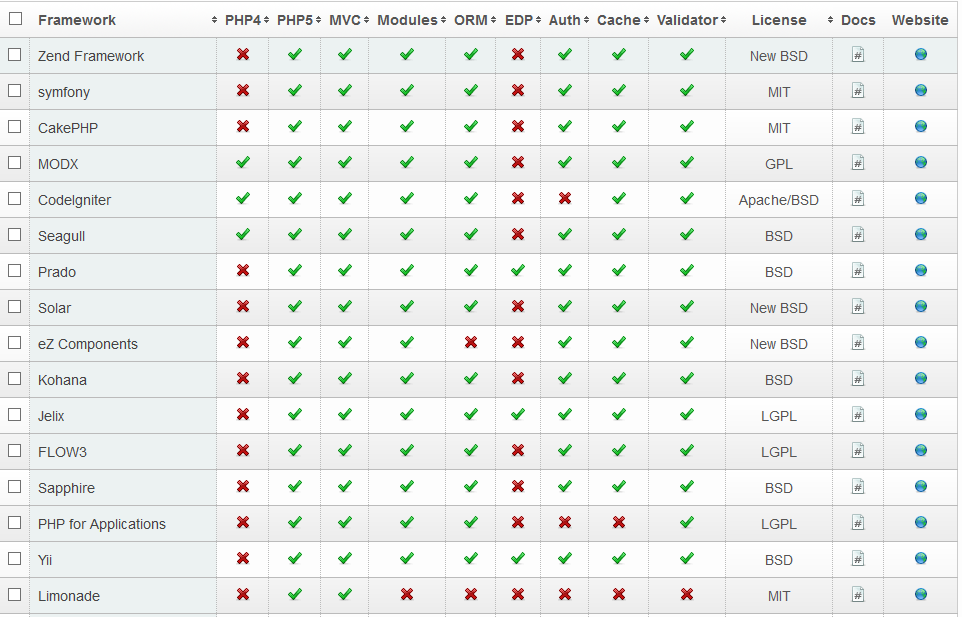 Framework PHP4 PHP5 MVC Modules ORM EDP Auth Cache Validator License Docs Website
Zend Framework New BSD #
symfony MIT #
CakePHP MIT #
MODX GPL #
CodeIgniter Apache/BSD #
Seagull BSD #
Prado BSD #
Solar New BSD #
eZ Components New BSD #
Kohana BSD #
Jelix LGPL #
FLOW3 LGPL #
Sapphire BSD #
PHP for Applications LGPL #
Yii BSD #
Limonade MIT #